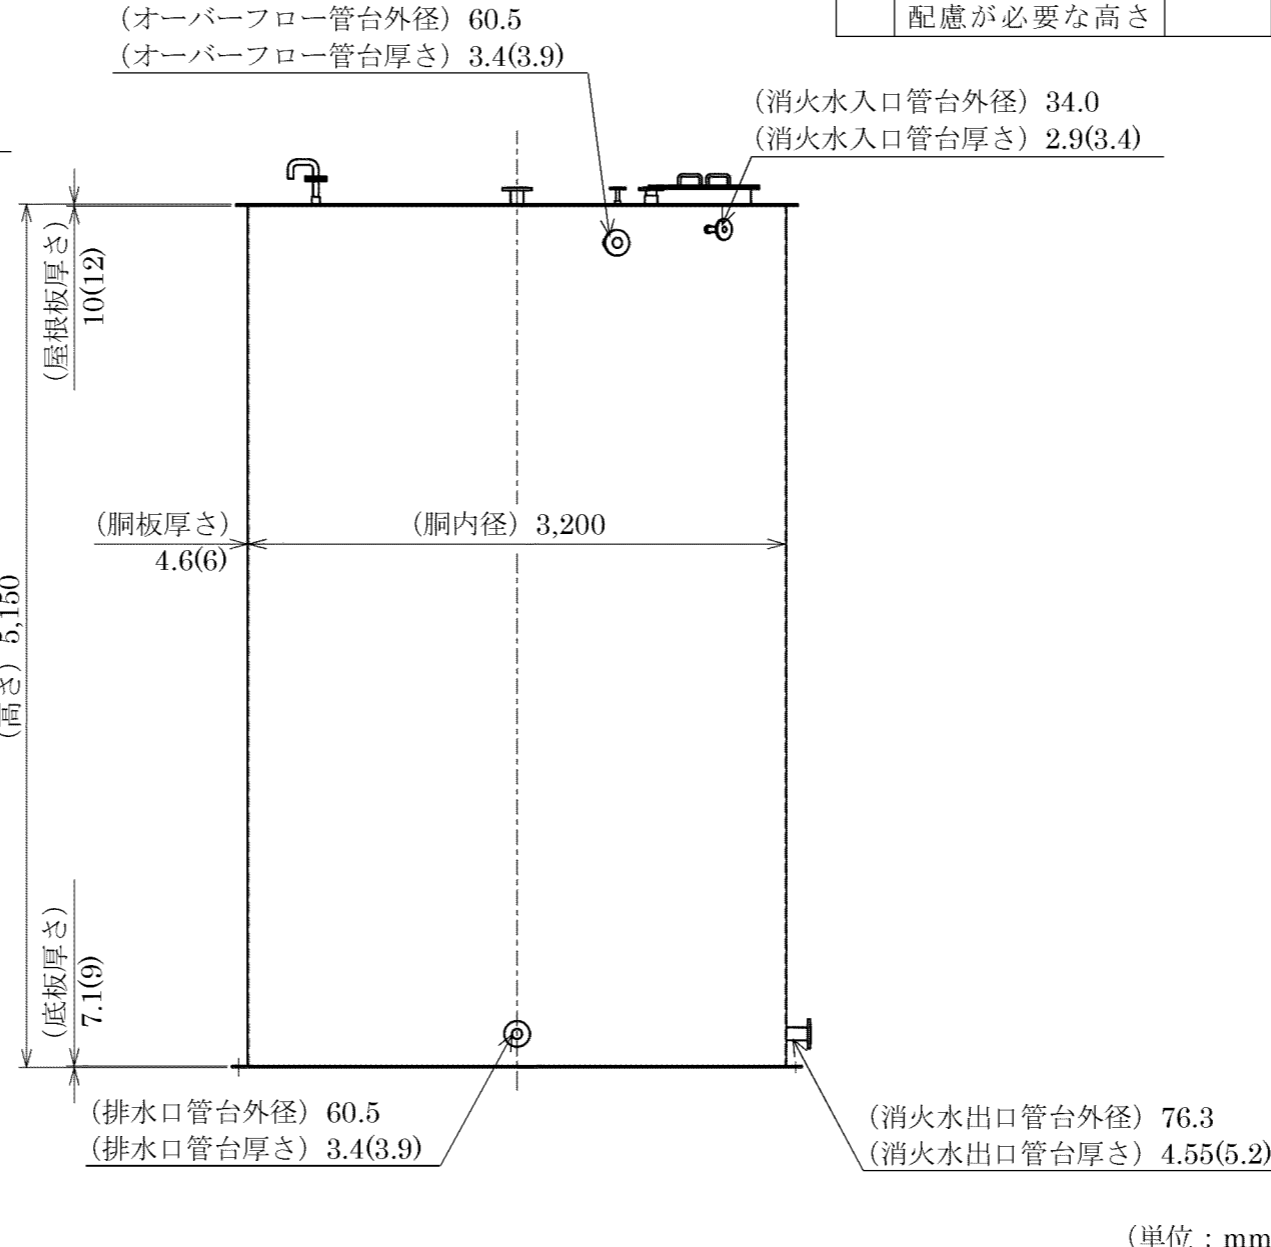 (オーバーフロー管台外径) 60.5
(オーバーフロー管台厚さ) 3.4(3.9)
配慮が必要な高さ
(消火水入口管台外径) 34.0
(消火水入口管台厚さ) 2.9(3.4)
(屋根板厚さ)
10(12)
(胴板厚さ)
4.6(6)
(胴内径) 3,200
(高さ) 5,150
(底板厚さ)
7.1(9)
(排水口管台外径) 60.5
(排水口管台厚さ) 3.4(3.9)
(消火水出口管台外径) 76.3
(消火水出口管台厚さ) 4.55(5.2)
(単位:mm